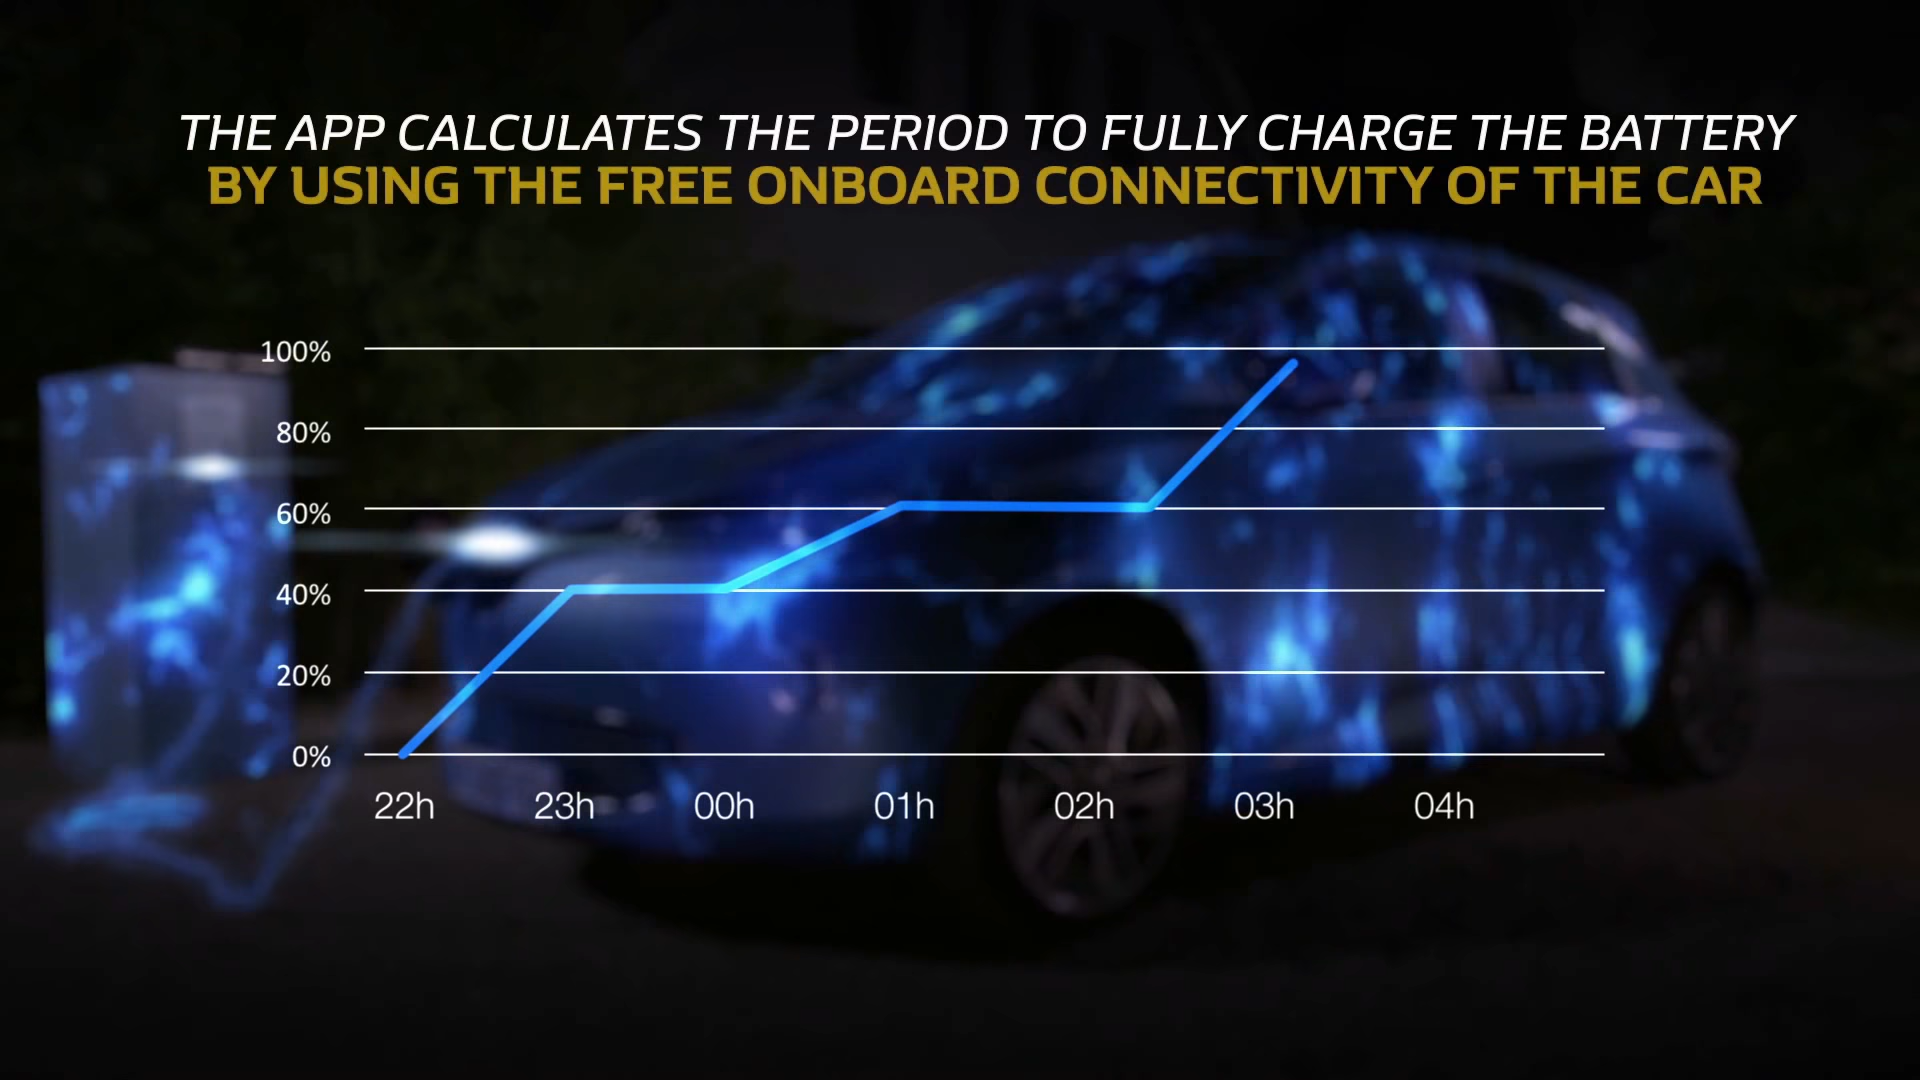 THE APP CALCULATES THE PERIOD TO FULLY CHARGE THE BATTERY
BY USING THE FREE ONBOARD CONNECTIVITY OF THE CAR
100%
80%
60%
40%
20%
0%
22h 23h 00h 01h 02h 03h 04h